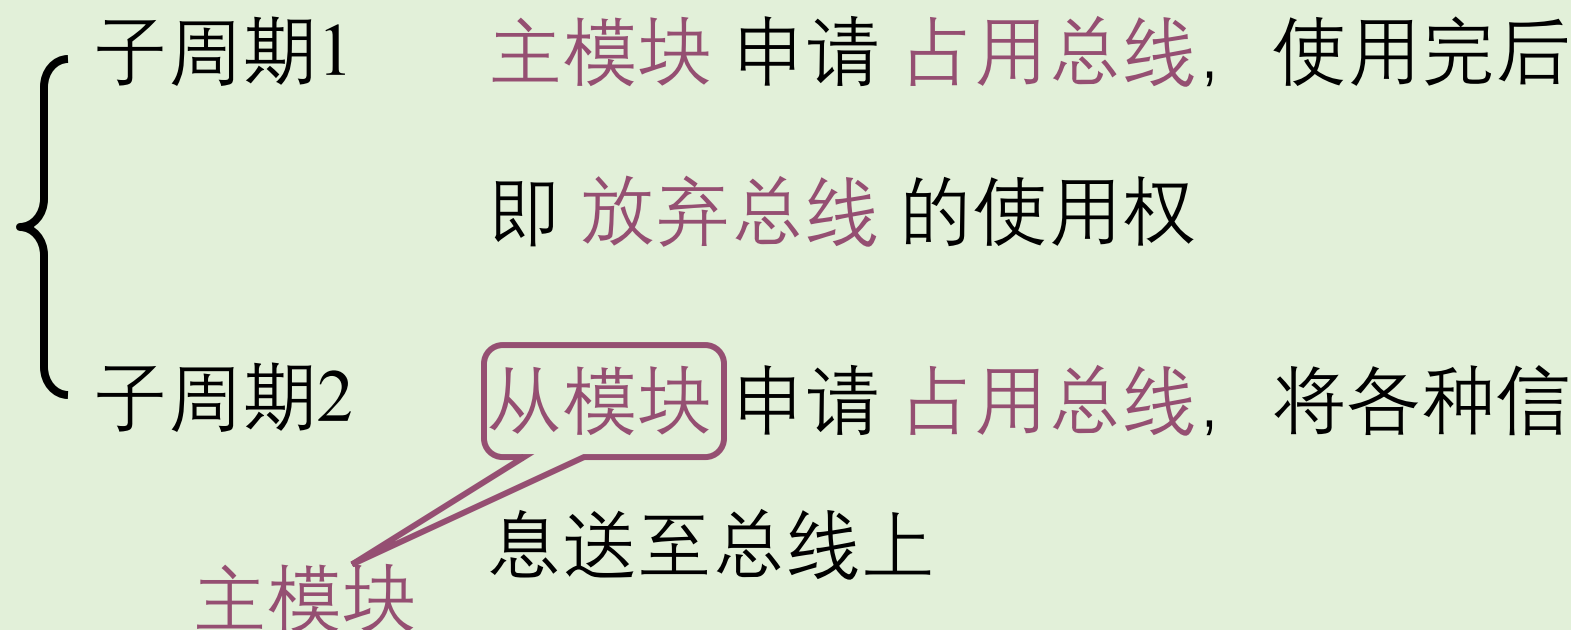 子周期1 主模块 申请 占用总线, 使用完后
即 放弃总线 的使用权
子周期2 从模块 申请 占用总线, 将各种信
息送至总线上
主模块